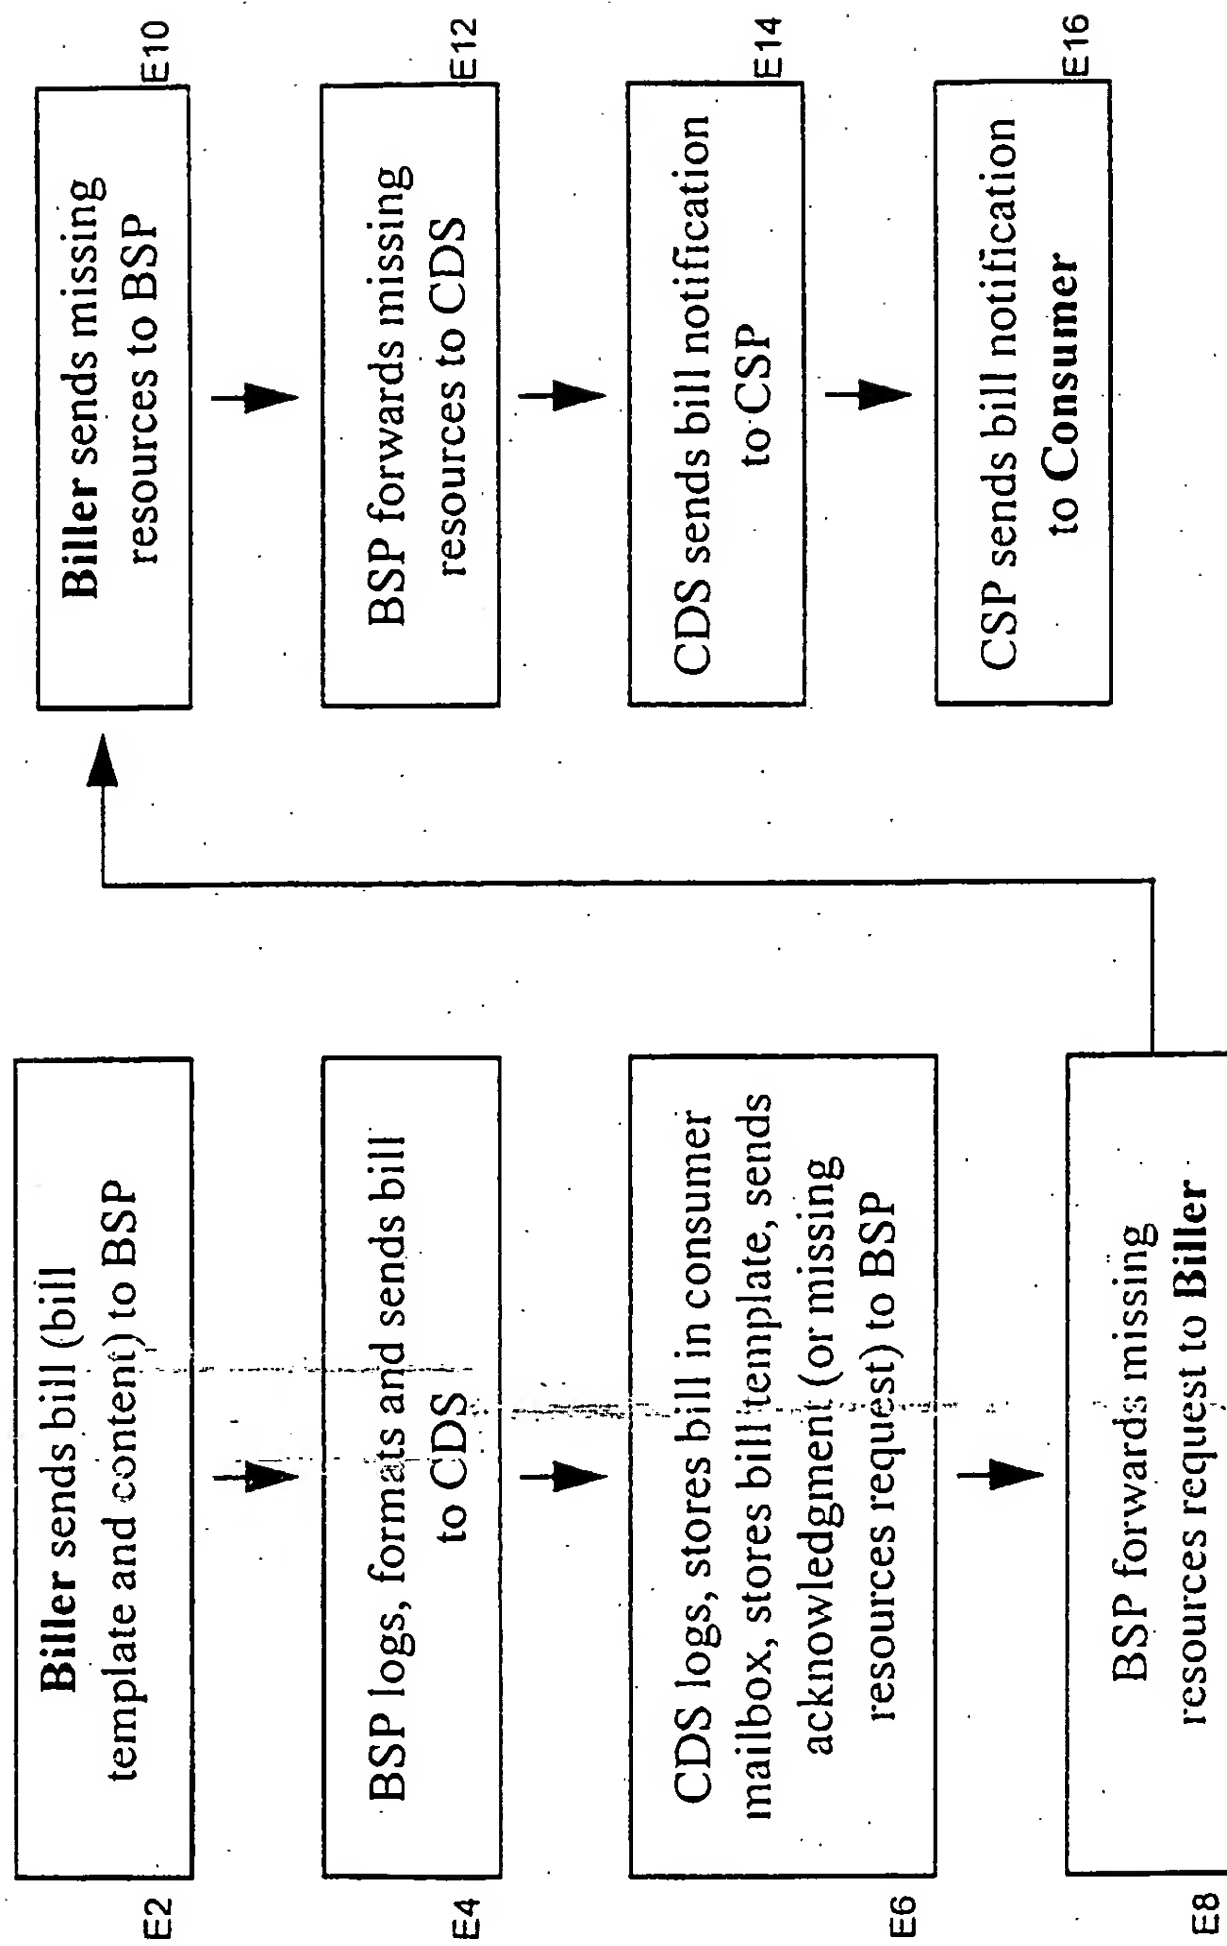 E2
Biller sends bill (bill
template and content) to BSP
E4
BSP logs, formats and sends bill
to CDS
E6
CDS logs, stores bill in consumer
mailbox, stores bill template, sends
acknowledgment (or missing
resources request) to BSP
E8
BSP forwards missing
resources request to Biller
Biller sends missing
resources to BSP
E10
BSP forwards missing
resources to CDS
E12
CDS sends bill notification
to CSP
E14
CSP sends bill notification
to Consumer
E16